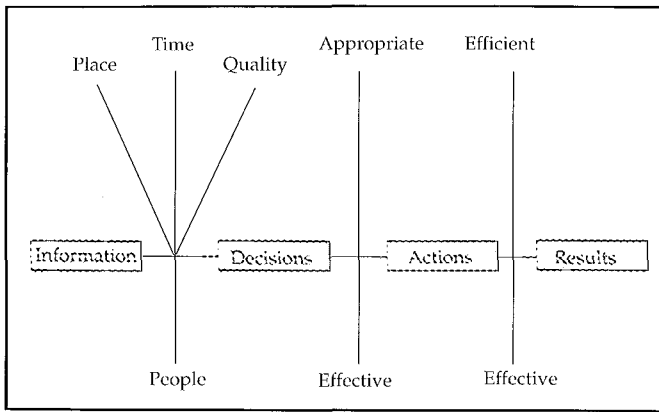 Time
Appropriate
Efficient
Place
Quality
Information
Decisions
Actions
Results
People
Effective
Effective